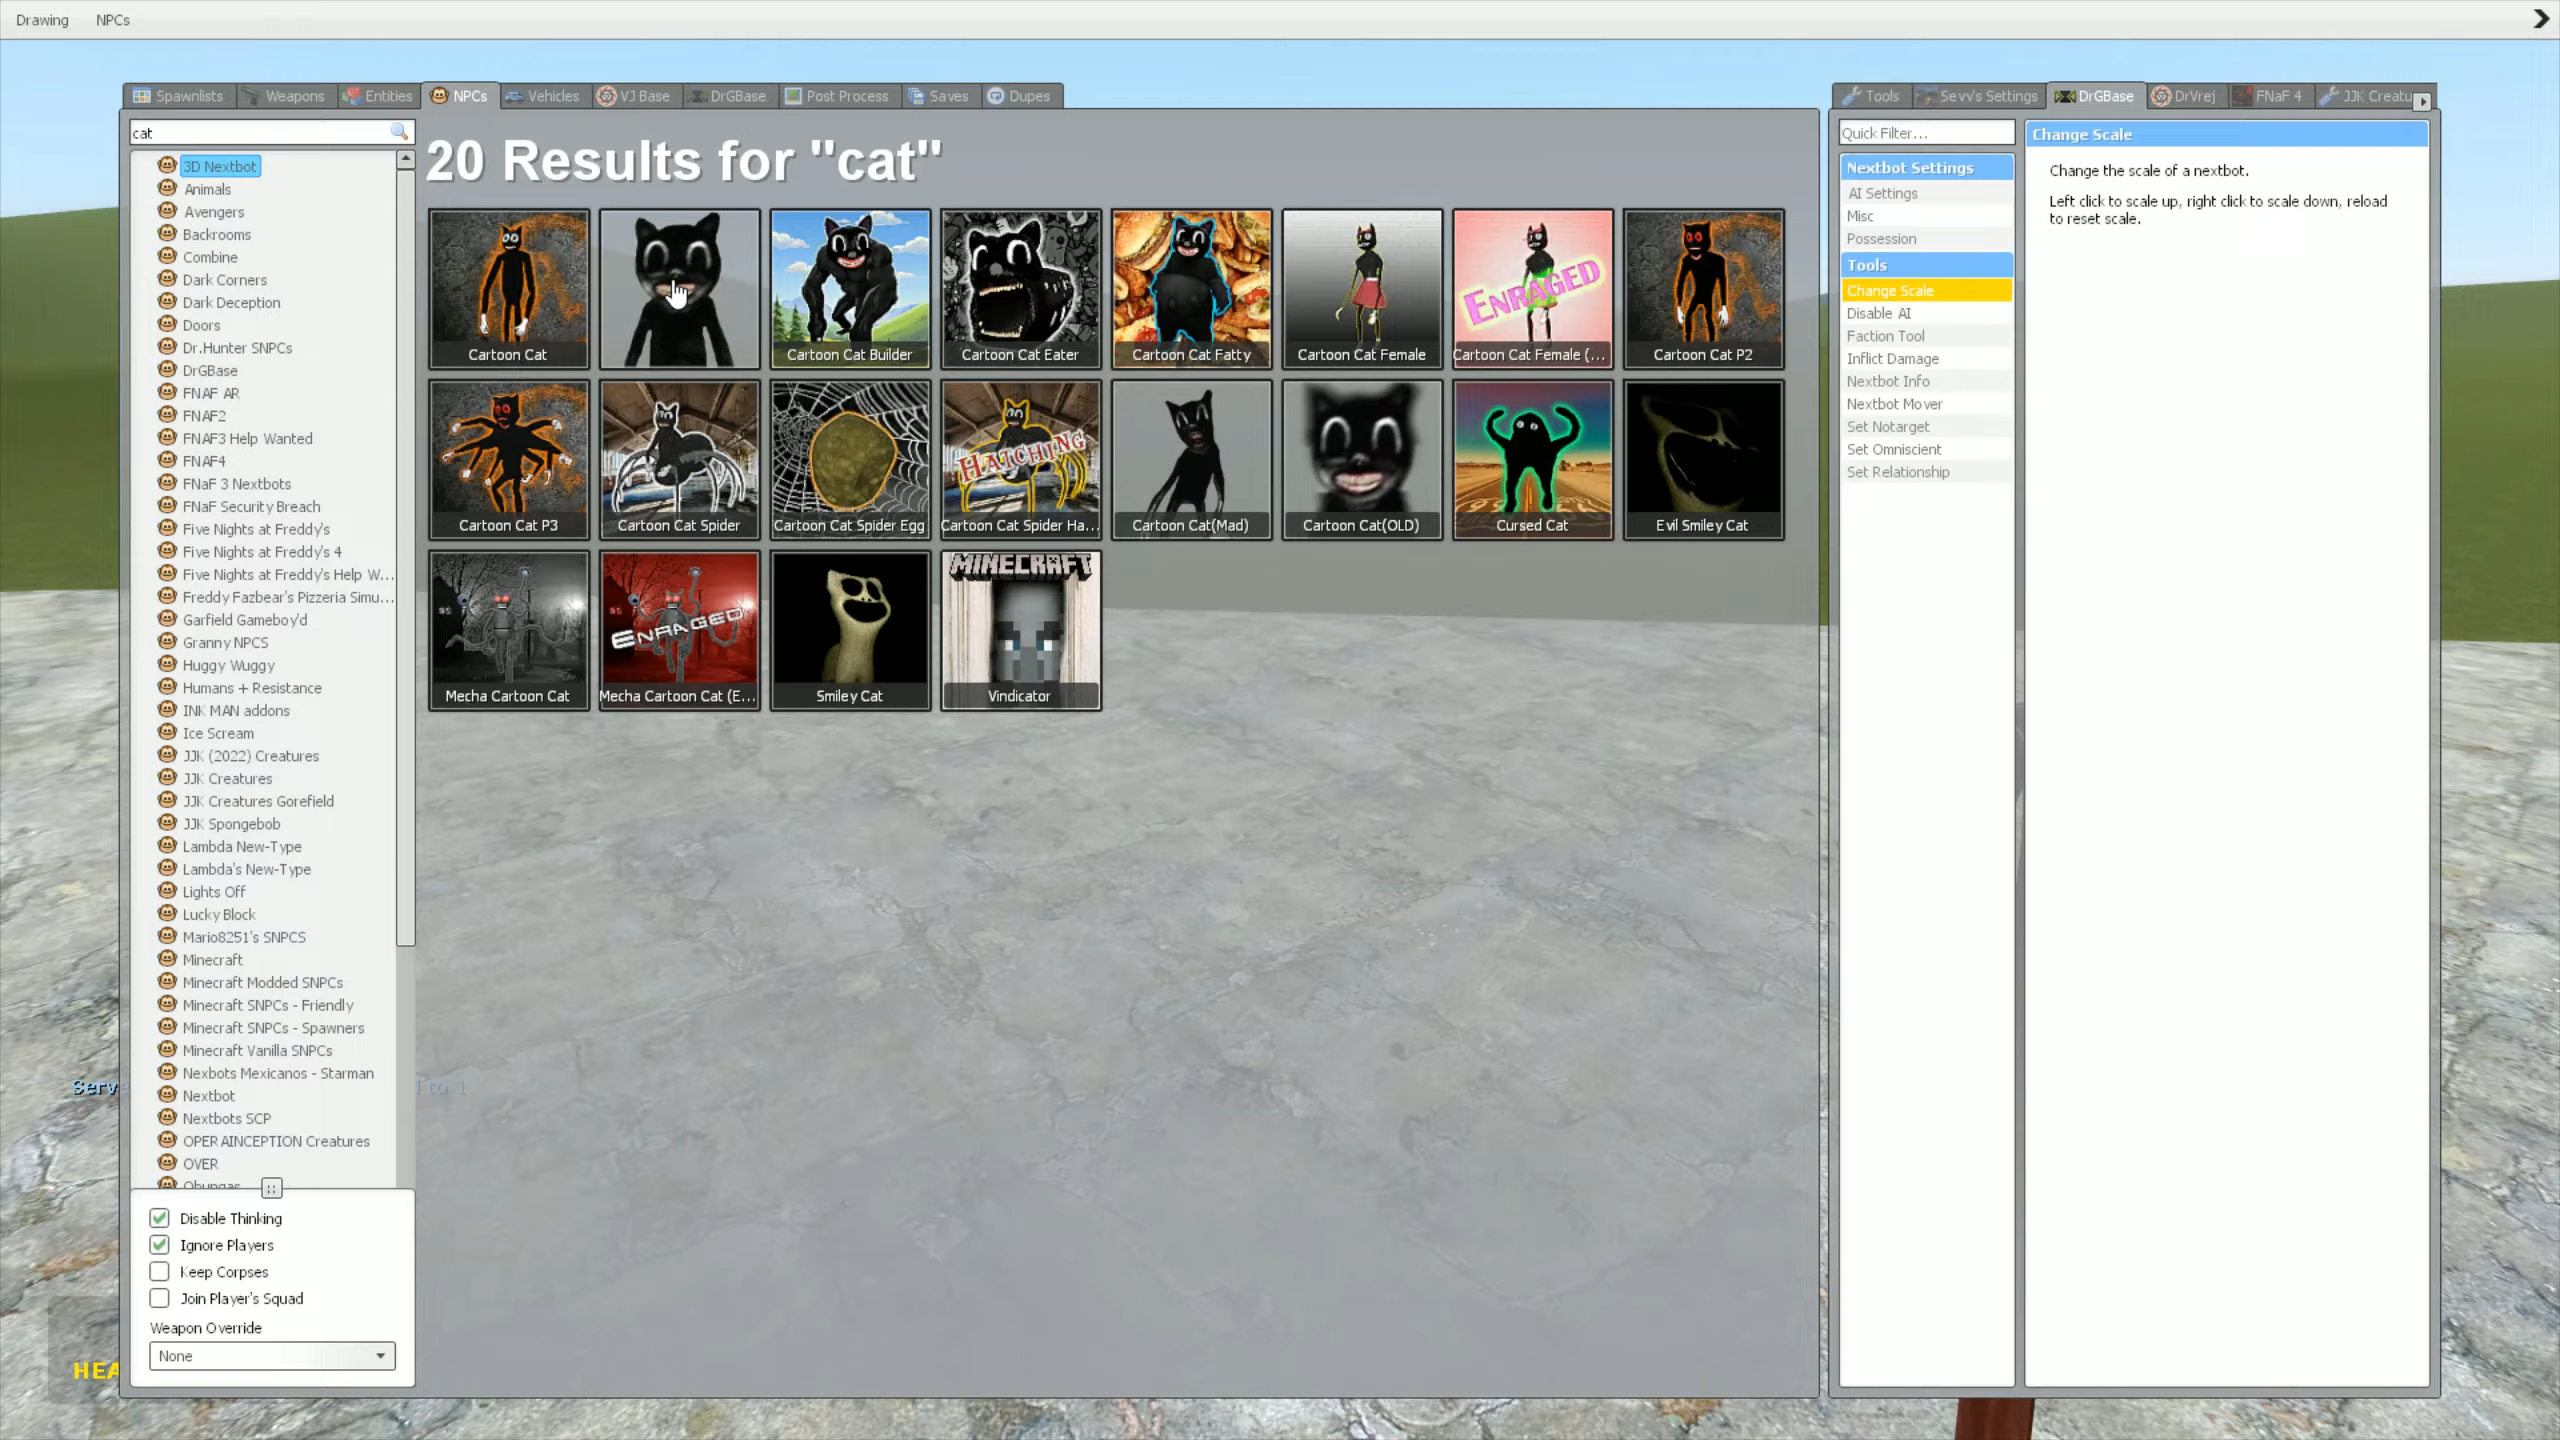 Drawing NPCs
Spawnlists Weapons Entities NPCs Vehicles VJ Base DrGBase Post Process Saves Dupes
cat
3D Nextbot
Animals
Avengers
Backrooms
Combine
Dark Corners
Dark Deception
Doors
Dr.Hunter SNPCs
DrGBase
FNAF AR
FNAF2
FNAF3 Help Wanted
FNAF4
FNaF 3 Nextbots
FNaF Security Breach
Five Nights at Freddy's
Five Nights at Freddy's 4
Five Nights at Freddy's Help W...
Freddy Fazbear's Pizzeria Simu...
Garfield Gameboy'd
Granny NPCS
Huggy Wuggy
Humans + Resistance
INK MAN addons
Ice Scream
JJK (2022) Creatures
JJK Creatures
JJK Creatures Gorefield
JJK Spongebob
Lambda New-Type
Lambda's New-Type
Lights Off
Lucky Block
Mario8251's SNPCS
Minecraft
Minecraft Modded SNPCs
Minecraft SNPCs - Friendly
Minecraft SNPCs - Spawners
Minecraft Vanilla SNPCs
Nexbots Mexicanos - Starman
Nextbot
Nextbots SCP
OPERAINCEPTION Creatures
OVER
Obungas
Disable Thinking
Ignore Players
Keep Corpses
Join Player's Squad
Weapon Override
None
20 Results for "cat"
Cartoon Cat
Cartoon Cat Builder
Cartoon Cat Eater
Cartoon Cat Fatty
Cartoon Cat Female
ENRAGED
Cartoon Cat Female (...
Cartoon Cat P2
Cartoon Cat P3
Cartoon Cat Spider
Cartoon Cat Spider Egg
HATCHING
Cartoon Cat Spider Ha...
Cartoon Cat(Mad)
Cartoon Cat(OLD)
Cursed Cat
Evil Smiley Cat
Mecha Cartoon Cat
ENRAGED
Mecha Cartoon Cat (E...
Smiley Cat
MINECRAFT
Vindicator
Serv
to 1
HEA
Tools Sevv's Settings DrGBase DrVrej FNaF 4 JJK Creatu
Quick Filter...
Nextbot Settings
AI Settings
Misc
Possession
Tools
Change Scale
Disable AI
Faction Tool
Inflict Damage
Nextbot Info
Nextbot Mover
Set Notarget
Set Omniscient
Set Relationship
Change Scale
Change the scale of a nextbot.
Left click to scale up, right click to scale down, reload
to reset scale.